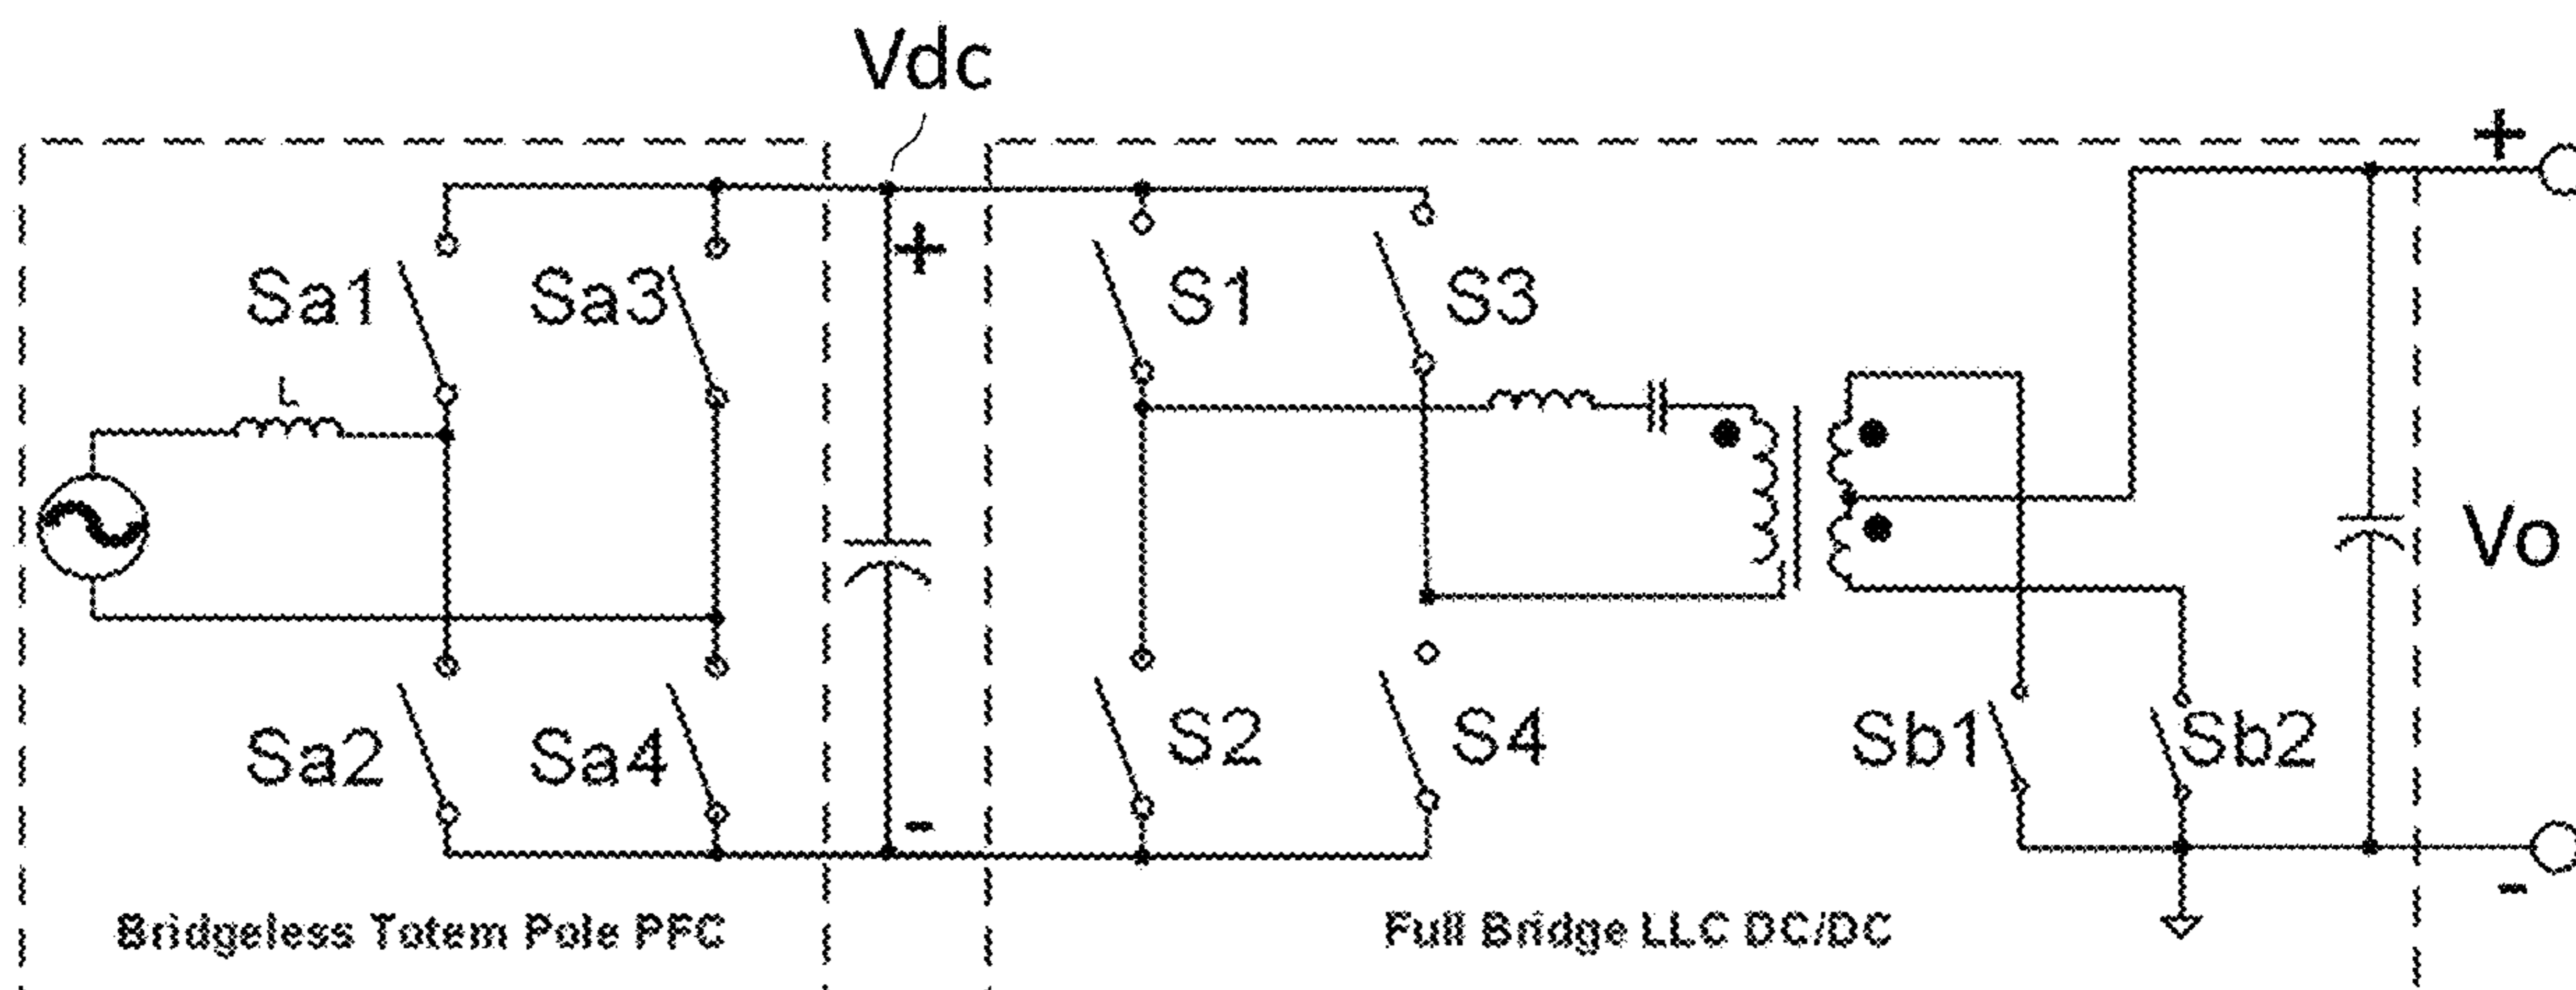 Vdc
+
+
Sa1
Sa3
S1
S3
L
Vo
Sa2
Sa4
S2
S4
Sb1
Sb2
-
-
Bridgeless Totem Pole PFC
Full Bridge LLC DC/DC